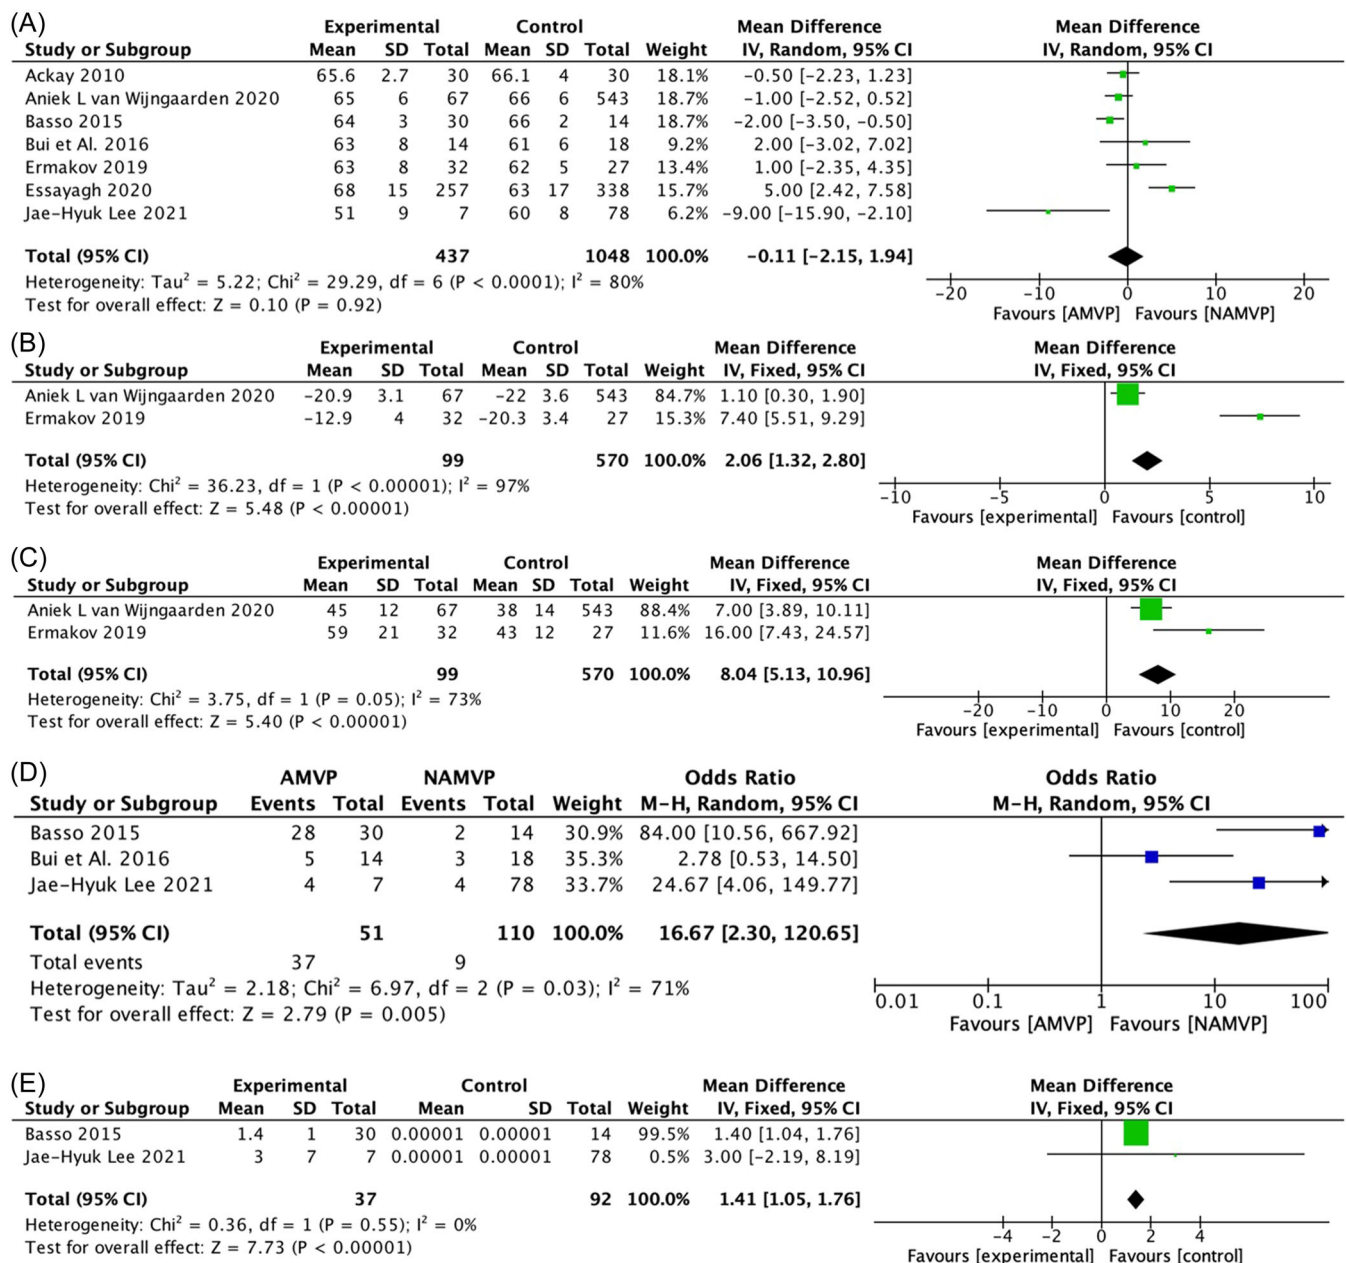 (A)
Experimental Control Mean Difference Mean Difference
Study or Subgroup Mean SD Total Mean SD Total Weight IV, Random, 95% CI IV, Random, 95% CI
Ackay 2010 65.6 2.7 30 66.1 4 30 18.1% −0.50 [−2.23, 1.23]
Aniek L van Wijngaarden 2020 65 6 67 66 6 543 18.7% −1.00 [−2.52, 0.52]
Basso 2015 64 3 30 66 2 14 18.7% −2.00 [−3.50, −0.50]
Bui et Al. 2016 63 8 14 61 6 18 9.2% 2.00 [−3.02, 7.02]
Ermakov 2019 63 8 32 62 5 27 13.4% 1.00 [−2.35, 4.35]
Essayagh 2020 68 15 257 63 17 338 15.7% 5.00 [2.42, 7.58]
Jae−Hyuk Lee 2021 51 9 7 60 8 78 6.2% −9.00 [−15.90, −2.10]
Total (95% CI) 437 1048 100.0% −0.11 [−2.15, 1.94]
Heterogeneity: Tau² = 5.22; Chi² = 29.29, df = 6 (P < 0.0001); I² = 80%
Test for overall effect: Z = 0.10 (P = 0.92)
−20 −10 0 10 20
Favours [AMVP] Favours [NAMVP]
(B)
Experimental Control Mean Difference Mean Difference
Study or Subgroup Mean SD Total Mean SD Total Weight IV, Fixed, 95% CI IV, Fixed, 95% CI
Aniek L van Wijngaarden 2020 −20.9 3.1 67 −22 3.6 543 84.7% 1.10 [0.30, 1.90]
Ermakov 2019 −12.9 4 32 −20.3 3.4 27 15.3% 7.40 [5.51, 9.29]
Total (95% CI) 99 570 100.0% 2.06 [1.32, 2.80]
Heterogeneity: Chi² = 36.23, df = 1 (P < 0.00001); I² = 97%
Test for overall effect: Z = 5.48 (P < 0.00001)
−10 −5 0 5 10
Favours [experimental] Favours [control]
(C)
Experimental Control Mean Difference Mean Difference
Study or Subgroup Mean SD Total Mean SD Total Weight IV, Fixed, 95% CI IV, Fixed, 95% CI
Aniek L van Wijngaarden 2020 45 12 67 38 14 543 88.4% 7.00 [3.89, 10.11]
Ermakov 2019 59 21 32 43 12 27 11.6% 16.00 [7.43, 24.57]
Total (95% CI) 99 570 100.0% 8.04 [5.13, 10.96]
Heterogeneity: Chi² = 3.75, df = 1 (P = 0.05); I² = 73%
Test for overall effect: Z = 5.40 (P < 0.00001)
−20 −10 0 10 20
Favours [experimental] Favours [control]
(D)
AMVP NAMVP Odds Ratio Odds Ratio
Study or Subgroup Events Total Events Total Weight M−H, Random, 95% CI M−H, Random, 95% CI
Basso 2015 28 30 2 14 30.9% 84.00 [10.56, 667.92]
Bui et Al. 2016 5 14 3 18 35.3% 2.78 [0.53, 14.50]
Jae−Hyuk Lee 2021 4 7 4 78 33.7% 24.67 [4.06, 149.77]
Total (95% CI) 51 110 100.0% 16.67 [2.30, 120.65]
Total events 37 9
Heterogeneity: Tau² = 2.18; Chi² = 6.97, df = 2 (P = 0.03); I² = 71%
Test for overall effect: Z = 2.79 (P = 0.005)
0.01 0.1 1 10 100
Favours [AMVP] Favours [NAMVP]
(E)
Experimental Control Mean Difference Mean Difference
Study or Subgroup Mean SD Total Mean SD Total Weight IV, Fixed, 95% CI IV, Fixed, 95% CI
Basso 2015 1.4 1 30 0.00001 0.00001 14 99.5% 1.40 [1.04, 1.76]
Jae−Hyuk Lee 2021 3 7 7 0.00001 0.00001 78 0.5% 3.00 [−2.19, 8.19]
Total (95% CI) 37 92 100.0% 1.41 [1.05, 1.76]
Heterogeneity: Chi² = 0.36, df = 1 (P = 0.55); I² = 0%
Test for overall effect: Z = 7.73 (P < 0.00001)
−4 −2 0 2 4
Favours [experimental] Favours [control]